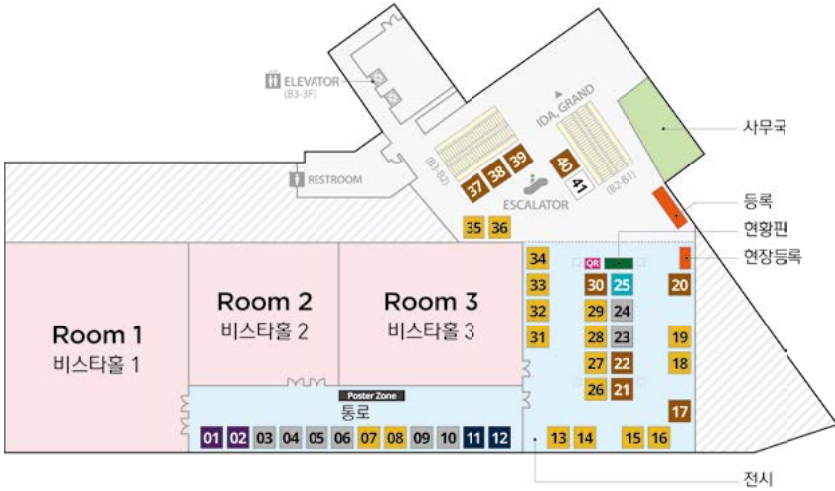 ELEVATOR
(B3-3F)
IDA, GRAND
사무국
(B3-B2)
37 38 39
40
41
(B2-B1)
RESTROOM
ESCALATOR
등록
35 36
현황판
현장등록
34
QR
33
30 25
20
Room 1
비스타홀 1
Room 2
비스타홀 2
Room 3
비스타홀 3
32
29 24
31
28 23
19
27 22
18
26 21
Poster Zone
통로
17
01 02 03 04 05 06 07 08 09 10 11 12
13 14 15 16
전시